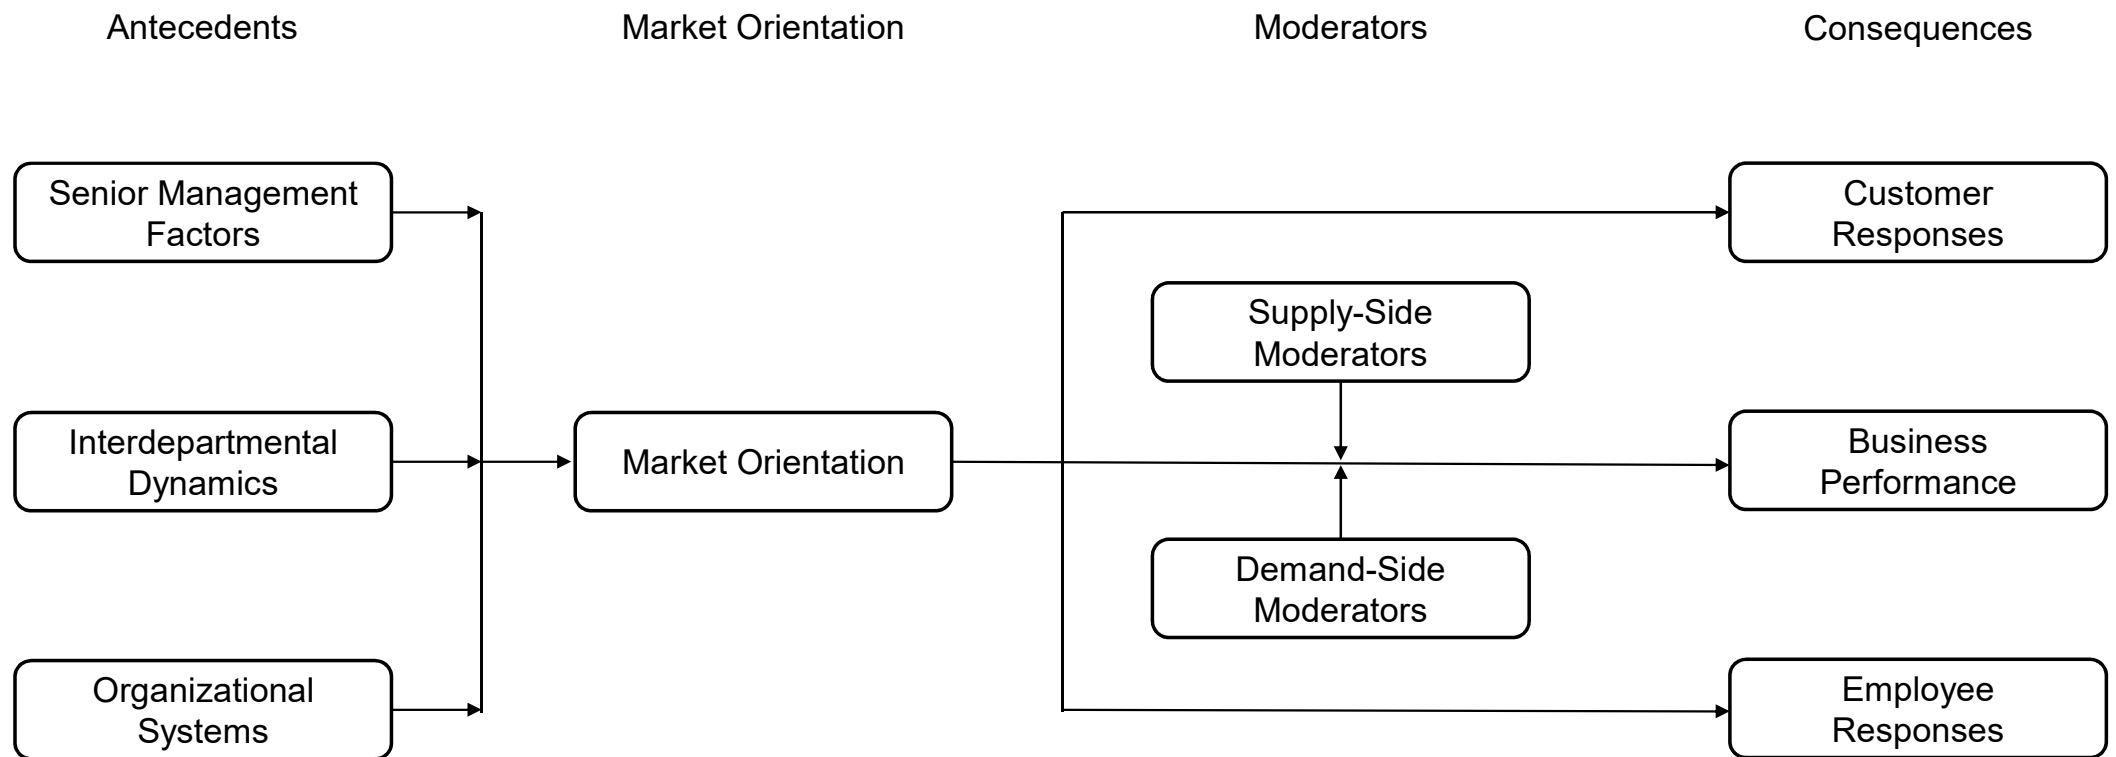 Antecedents
Market Orientation
Moderators
Consequences
Senior Management
Factors
Customer
Responses
Supply-Side
Moderators
Interdepartmental
Dynamics
Market Orientation
Business
Performance
Demand-Side
Moderators
Organizational
Systems
Employee
Responses